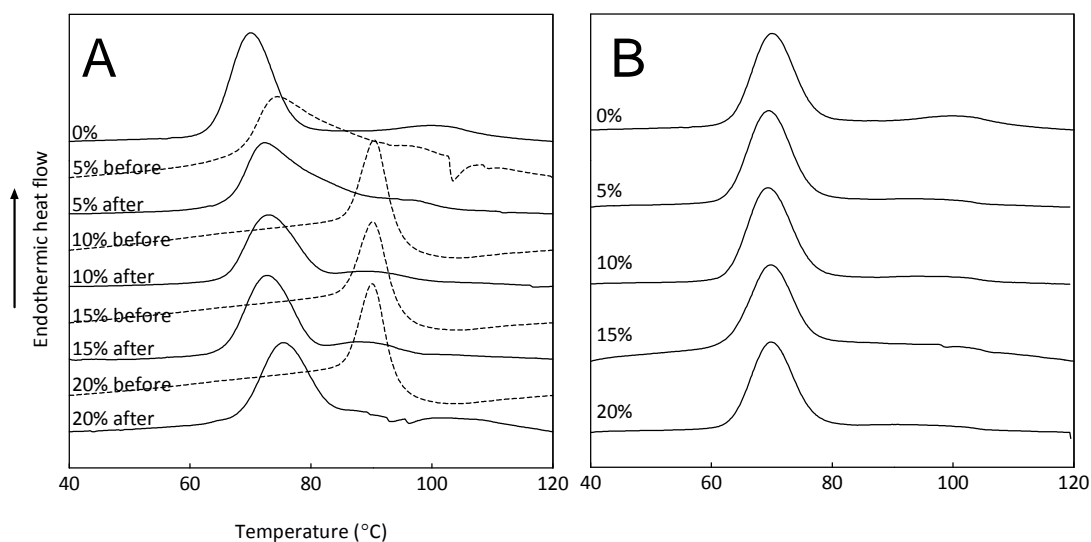 A
0%
5% before
5% after
10% before
10% after
15% before
15% after
20% before
20% after
Endothermic heat flow
40 60 80 100 120
Temperature (°C)
B
0%
5%
10%
15%
20%
40 60 80 100 120